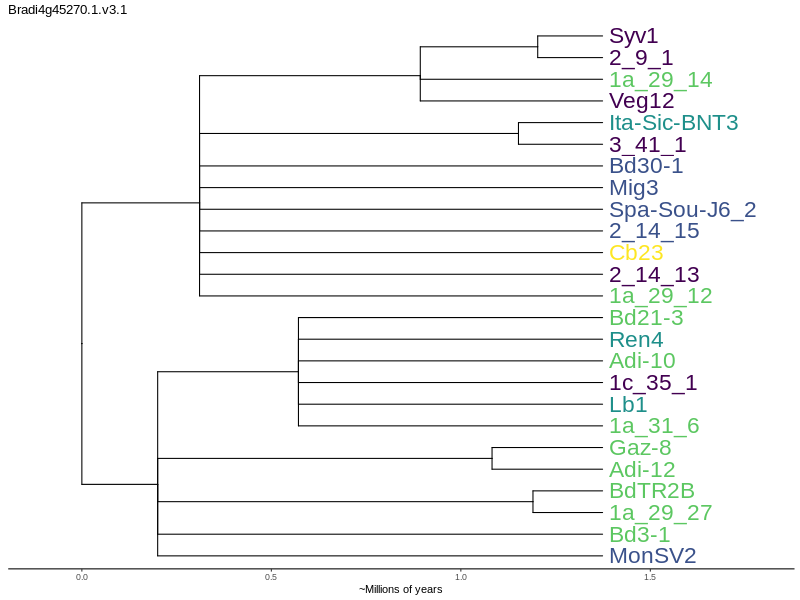 Bradi4g45270.1.v3.1
Syv1
2_9_1
1a_29_14
Veg12
Ita-Sic-BNT3
3_41_1
Bd30-1
Mig3
Spa-Sou-J6_2
2_14_15
Cb23
2_14_13
1a_29_12
Bd21-3
Ren4
Adi-10
1c_35_1
Lb1
1a_31_6
Gaz-8
Adi-12
BdTR2B
1a_29_27
Bd3-1
MonSV2
0.0 0.5 1.0 1.5
~Millions of years